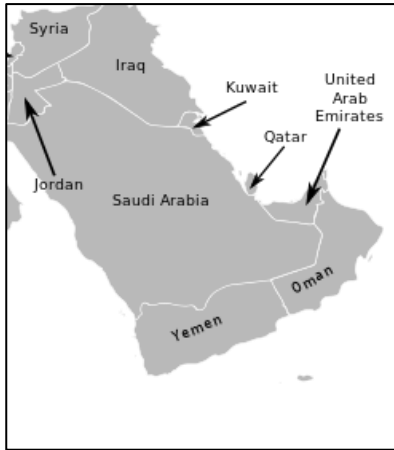 Syria
Iraq
Kuwait
United
Arab
Emirates
Qatar
Jordan
Saudi Arabia
Oman
Yemen